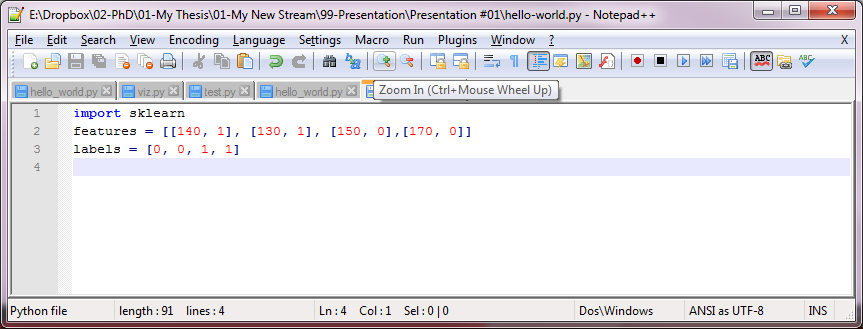 E:\Dropbox\02-PhD\01-My Thesis\01-My New Stream\99-Presentation\Presentation #01\hello-world.py - Notepad++
File Edit Search View Encoding Language Settings Macro Run Plugins Window ? X
ABC ABC
hello_world.py viz.py test.py hello_world.py Zoom In (Ctrl+Mouse Wheel Up)
1 import sklearn
2 features = [[140, 1], [130, 1], [150, 0],[170, 0]]
3 labels = [0, 0, 1, 1]
4
Python file length : 91 lines : 4 Ln : 4 Col : 1 Sel : 0 | 0 Dos\Windows ANSI as UTF-8 INS